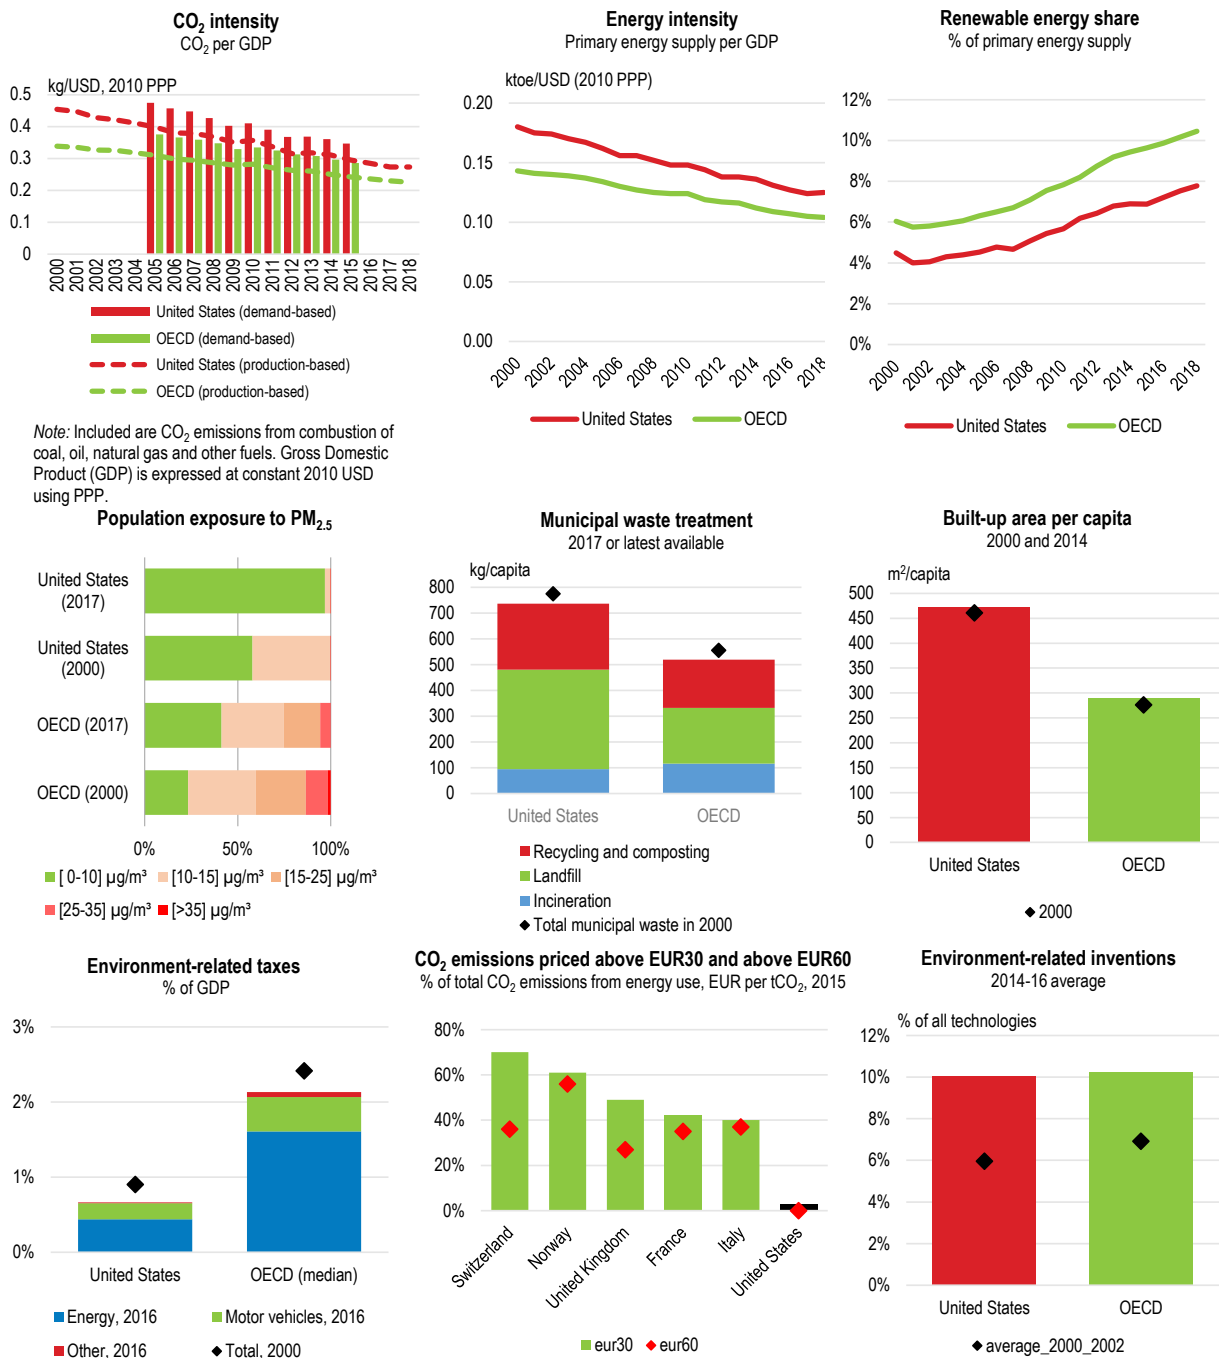 CO₂ intensity
CO₂ per GDP
kg/USD, 2010 PPP
0.5
0.4
0.3
0.2
0.1
0
2000
2001
2002
2003
2004
2005
2006
2007
2008
2009
2010
2011
2012
2013
2014
2015
2016
2017
2018
United States (demand-based)
OECD (demand-based)
United States (production-based)
OECD (production-based)
Note: Included are CO₂ emissions from combustion of
coal, oil, natural gas and other fuels. Gross Domestic
Product (GDP) is expressed at constant 2010 USD
using PPP.
Energy intensity
Primary energy supply per GDP
ktoe/USD (2010 PPP)
0.20
0.15
0.10
0.05
0.00
2000
2002
2004
2006
2008
2010
2012
2014
2016
2018
United States
OECD
Renewable energy share
% of primary energy supply
12%
10%
8%
6%
4%
2%
0%
2000
2002
2004
2006
2008
2010
2012
2014
2016
2018
United States
OECD
Population exposure to PM₂.₅
United States
(2017)
United States
(2000)
OECD (2017)
OECD (2000)
0%
50%
100%
[ 0-10] µg/m³
[10-15] µg/m³
[15-25] µg/m³
[25-35] µg/m³
[>35] µg/m³
Municipal waste treatment
2017 or latest available
kg/capita
800
700
600
500
400
300
200
100
0
United States
OECD
Recycling and composting
Landfill
Incineration
Total municipal waste in 2000
Built-up area per capita
2000 and 2014
m²/capita
500
450
400
350
300
250
200
150
100
50
0
United States
OECD
2000
Environment-related taxes
% of GDP
3%
2%
1%
0%
United States
OECD (median)
Energy, 2016
Motor vehicles, 2016
Other, 2016
Total, 2000
CO₂ emissions priced above EUR30 and above EUR60
% of total CO₂ emissions from energy use, EUR per tCO₂, 2015
80%
60%
40%
20%
0%
Switzerland
Norway
United Kingdom
France
Italy
United States
eur30
eur60
Environment-related inventions
2014-16 average
% of all technologies
12%
10%
8%
6%
4%
2%
0%
United States
OECD
average_2000_2002